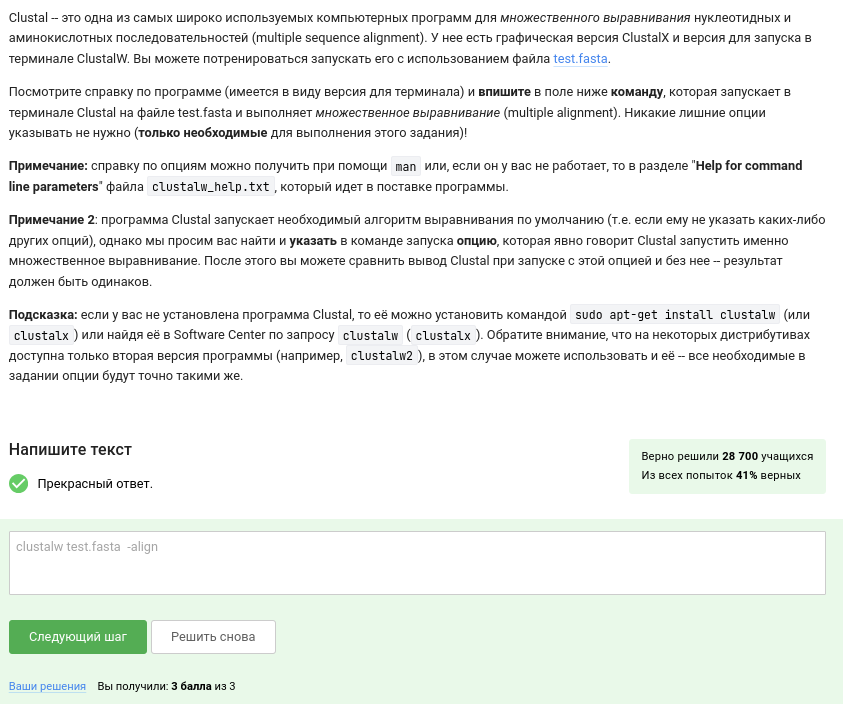 Clustal -- это одна из самых широко используемых компьютерных программ для множественного выравнивания нуклеотидных и
аминокислотных последовательностей (multiple sequence alignment). У нее есть графическая версия ClustalX и версия для запуска в
терминале ClustalW. Вы можете потренироваться запускать его с использованием файла test.fasta.
Посмотрите справку по программе (имеется в виду версия для терминала) и впишите в поле ниже команду, которая запускает в
терминале Clustal на файле test.fasta и выполняет множественное выравнивание (multiple alignment). Никакие лишние опции
указывать не нужно (только необходимые для выполнения этого задания)!
Примечание: справку по опциям можно получить при помощи man или, если он у вас не работает, то в разделе "Help for command
line parameters" файла clustalw_help.txt, который идет в поставке программы.
Примечание 2: программа Clustal запускает необходимый алгоритм выравнивания по умолчанию (т.е. если ему не указать каких-либо
других опций), однако мы просим вас найти и указать в команде запуска опцию, которая явно говорит Clustal запустить именно
множественное выравнивание. После этого вы можете сравнить вывод Clustal при запуске с этой опцией и без нее -- результат
должен быть одинаков.
Подсказка: если у вас не установлена программа Clustal, то её можно установить командой sudo apt-get install clustalw (или
clustalx) или найдя её в Software Center по запросу clustalw (clustalx). Обратите внимание, что на некоторых дистрибутивах
доступна только вторая версия программы (например, clustalw2), в этом случае можете использовать и её -- все необходимые в
задании опции будут точно такими же.
Напишите текст
Верно решили 28 700 учащихся
Из всех попыток 41% верных
Прекрасный ответ.
clustalw test.fasta  -align
Следующий шаг
Решить снова
Ваши решения
Вы получили: 3 балла из 3